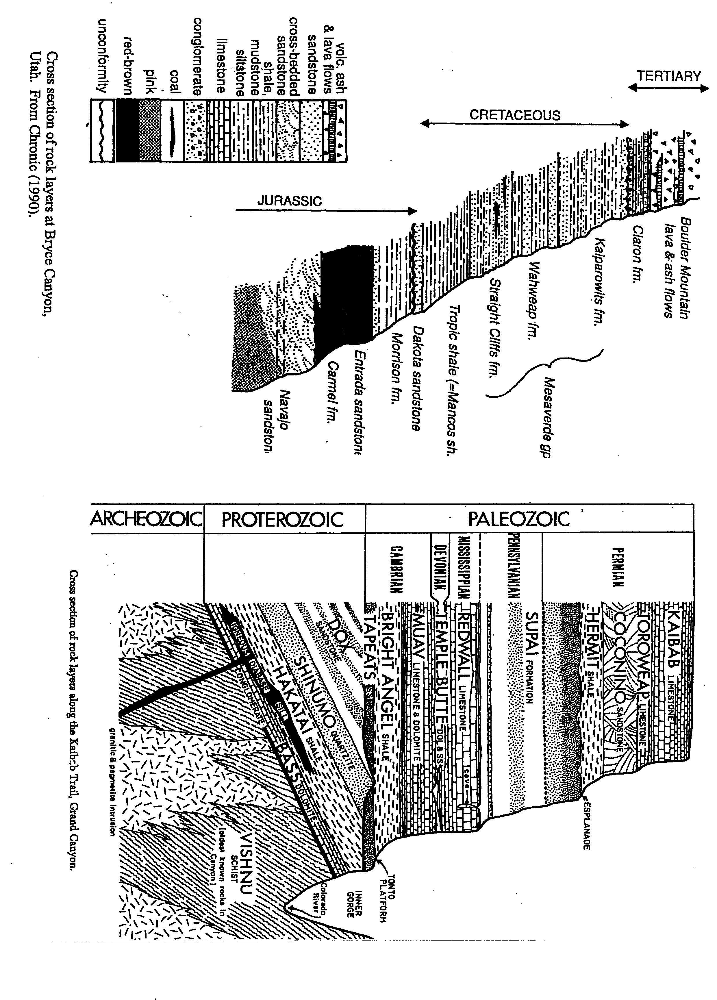 TERTIARY
CRETACEOUS
JURASSIC
Boulder Mountain
lava & ash flows
Claron fm.
Kaiparowits fm.
Wahweap fm.
Straight Cliffs fm.
Mesaverde gp
Tropic shale (=Mancos sh.
Dakota sandstone
Morrison fm.
Entrada sandstone
Carmel fm.
Navajo
sandston
volc. ash
& lava flows
sandstone
cross-bedded
sandstone
shale,
mudstone
siltstone
limestone
conglomerate
coal
pink
red-brown
unconformity
Cross section of rock layers at Bryce Canyon,
Utah. From Chronic (1990).
PALEOZOIC
PROTEROZOIC
ARCHEOZOIC
PERMIAN
PENNSYLVANIAN
MISSISSIPPIAN
DEVONIAN
CAMBRIAN
KAIBAB LIMESTONE
TOROWEAP LIMESTONE
COCONINO SANDSTONE
HERMIT SHALE
ESPLANADE
SUPAI FORMATION
REDWALL LIMESTONE
cave
TEMPLE BUTTE DOL & SS
MUAV LIMESTONE & DOLOMITE
BRIGHT ANGEL SHALE
TAPEATS SS
TONTO
PLATFORM
INNER
GORGE
Colorado
River
DOX
SANDSTONE
SHINUMO QUARTZITE
HAKATAI SHALE
IGNEOUS DIABASE SILL
CONGLOMERATE
BASS DOLOMITE
VISHNU
SCHIST
(oldest known rocks in
Canyon)
granitic & pegmatite intrusion
Cross section of rock layers along the Kaibab Trail, Grand Canyon.